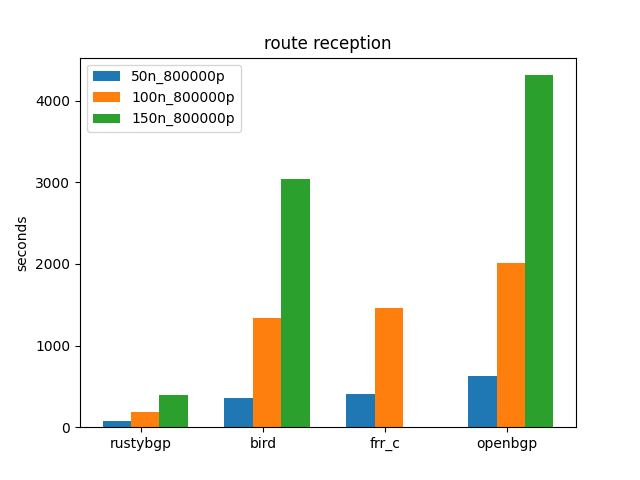 route reception
50n_800000p
100n_800000p
150n_800000p
seconds
4000
3000
2000
1000
0
rustybgp bird frr_c openbgp